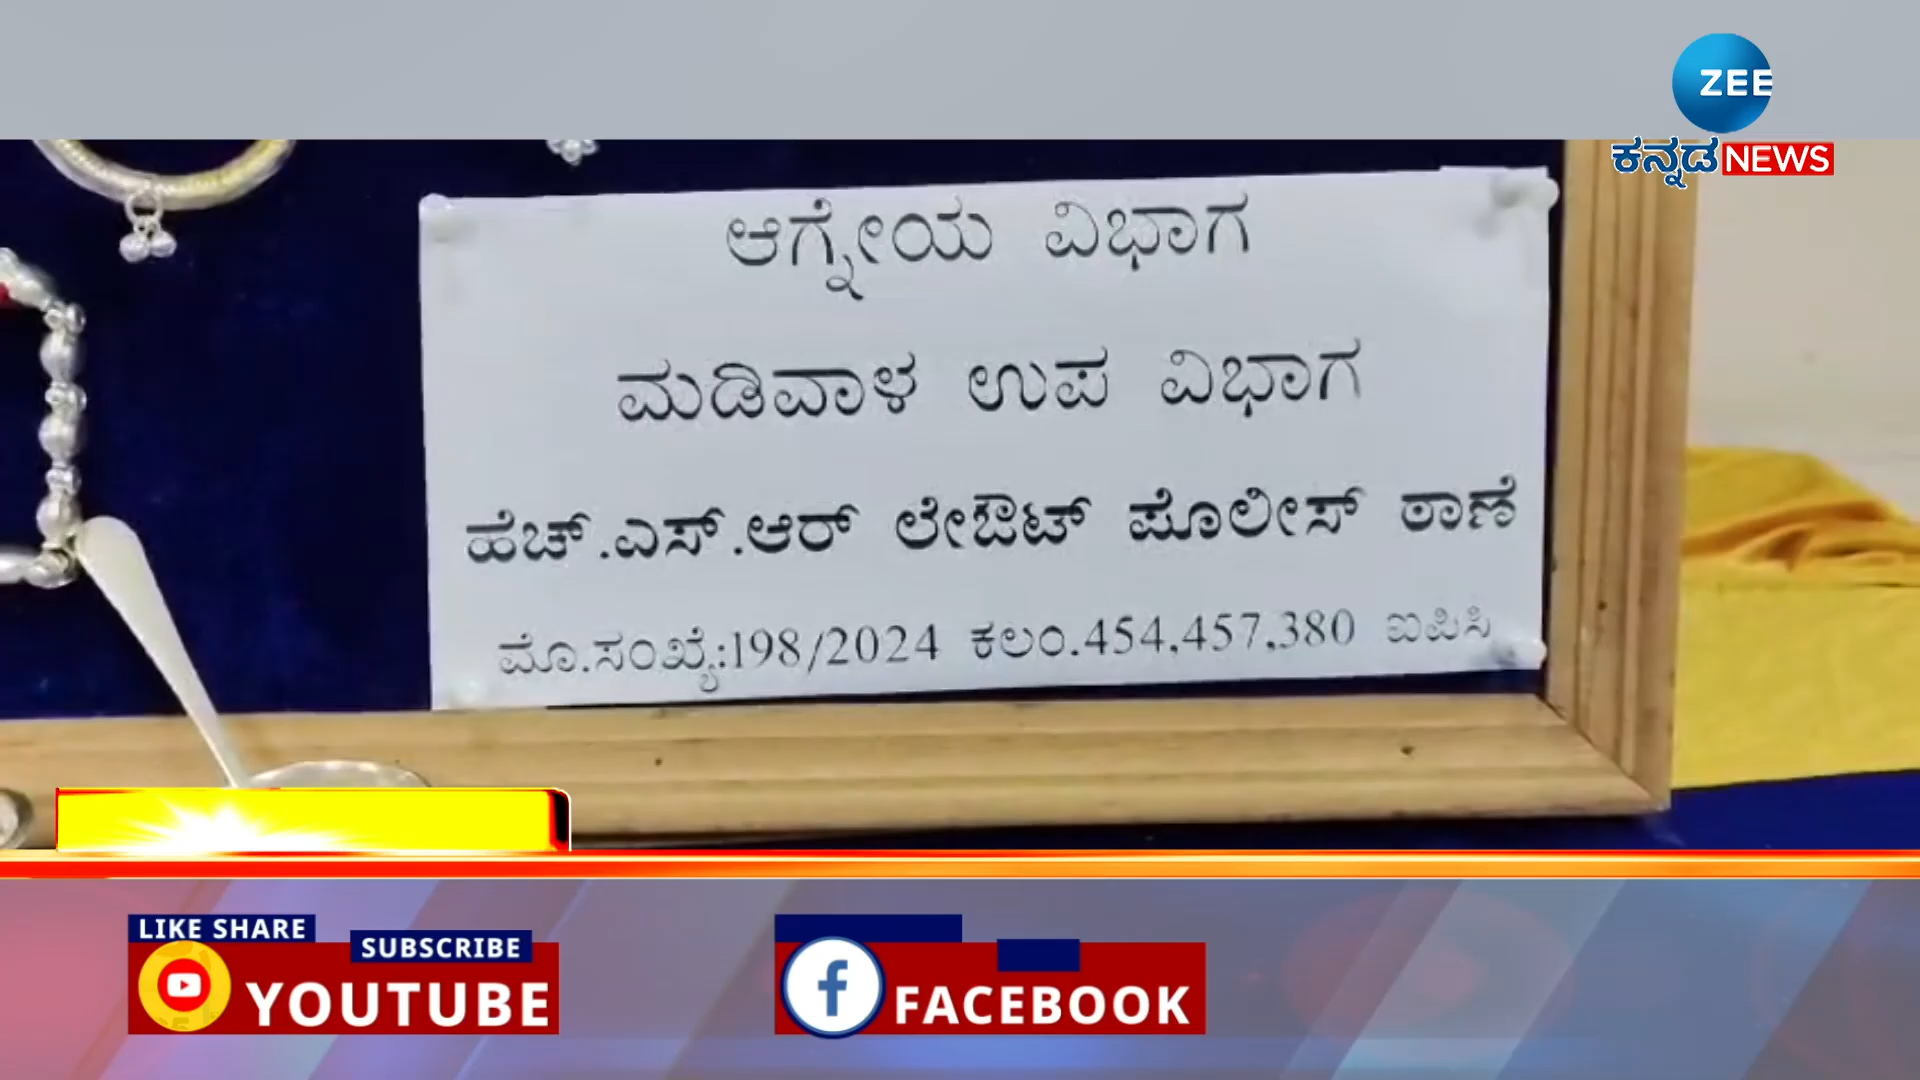 ZEE
ಕನ್ನಡ NEWS
ಆಗ್ನೇಯ ವಿಭಾಗ
ಮಡಿವಾಳ ಉಪ ವಿಭಾಗ
ಹೆಚ್.ಎಸ್.ಆರ್ ಲೇಔಟ್ ಪೊಲೀಸ್ ಠಾಣೆ
ಮೊ.ಸಂಖ್ಯೆ:198/2024 ಕಲಂ.454,457,380 ಐಪಿಸಿ
LIKE SHARE
SUBSCRIBE
YOUTUBE
FACEBOOK